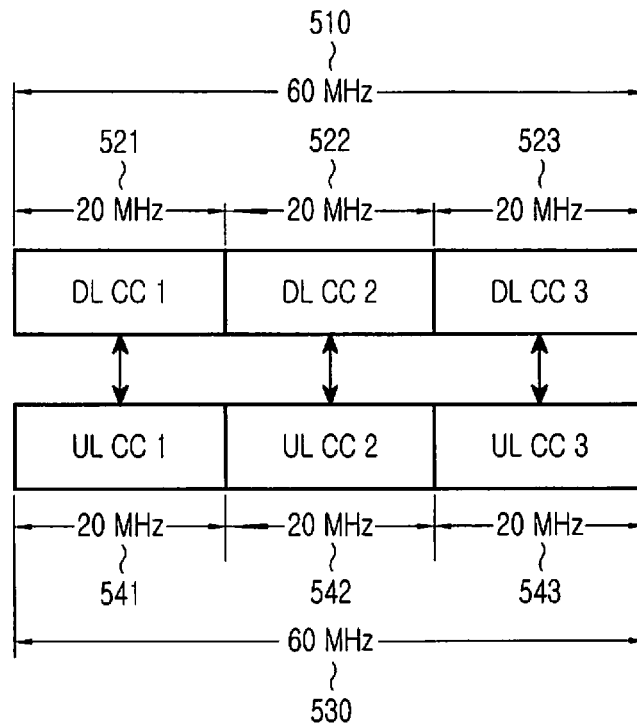 510
60 MHz
521 522 523
20 MHz 20 MHz 20 MHz
DL CC 1 DL CC 2 DL CC 3
UL CC 1 UL CC 2 UL CC 3
20 MHz 20 MHz 20 MHz
541 542 543
60 MHz
530